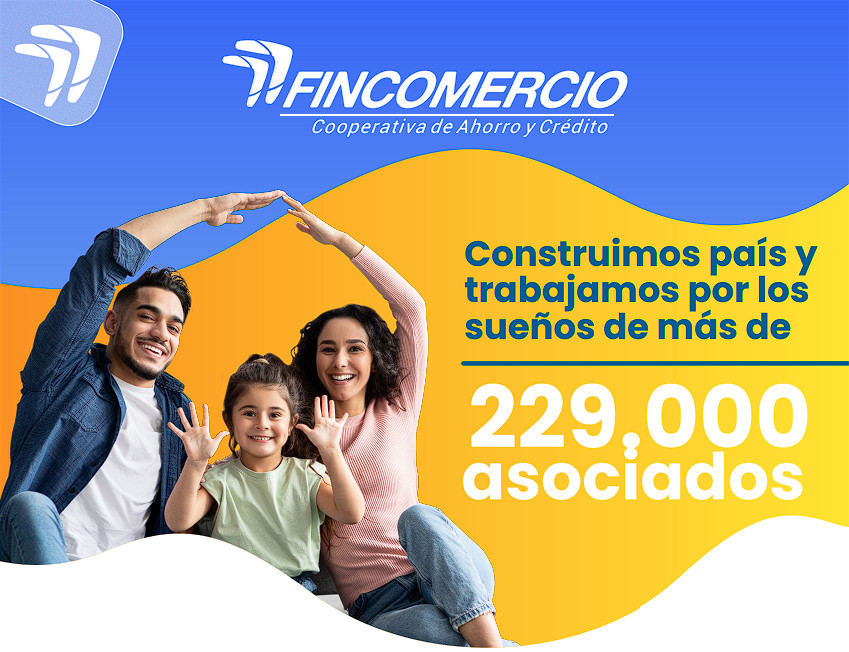 FINCOMERCIO
Cooperativa de Ahorro y Crédito
Construimos país y
trabajamos por los
sueños de más de
229.000
asociados